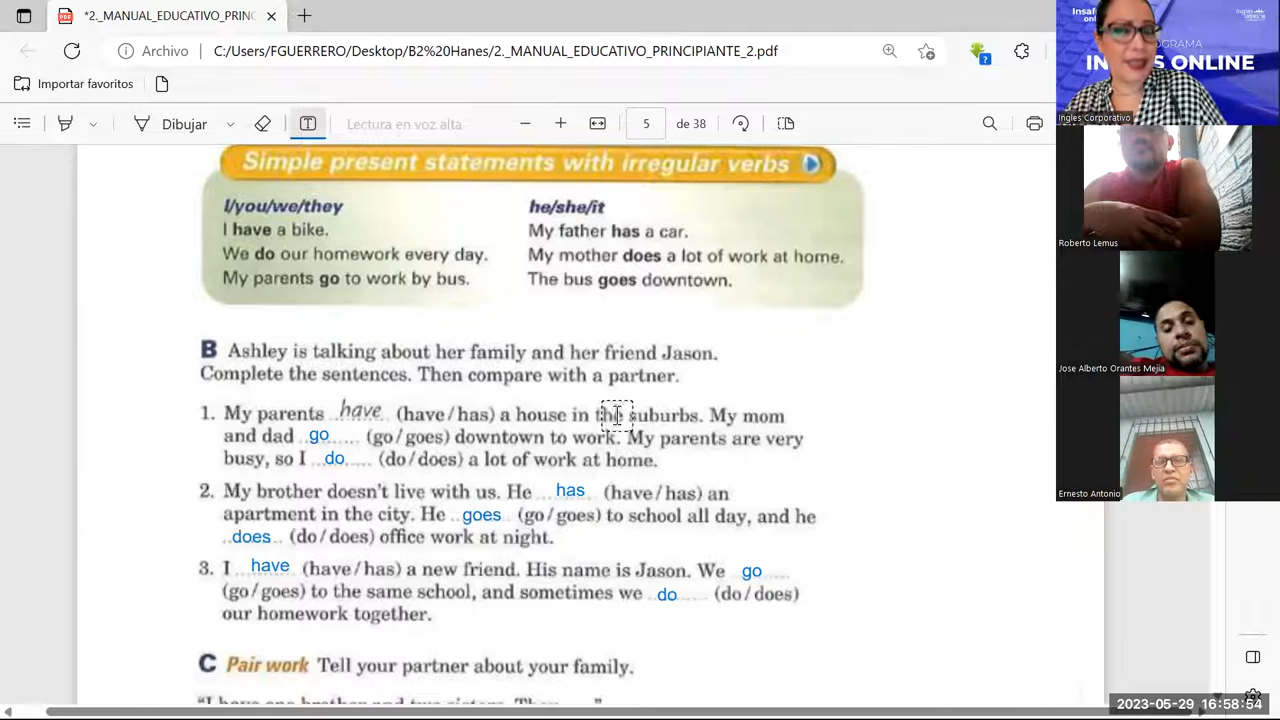 *2_MANUAL_EDUCATIVO_PRINC
Archivo C:/Users/FGUERRERO/Desktop/B2%20Hanes/2._MANUAL_EDUCATIVO_PRINCIPIANTE_2.pdf
Importar favoritos
Dibujar Lectura en voz alta 5 de 38
Simple present statements with irregular verbs
I/you/we/they he/she/it
I have a bike. My father has a car.
We do our homework every day. My mother does a lot of work at home.
My parents go to work by bus. The bus goes downtown.
B Ashley is talking about her family and her friend Jason.
Complete the sentences. Then compare with a partner.
1. My parents have (have/has) a house in the suburbs. My mom
and dad go (go/goes) downtown to work. My parents are very
busy, so I do (do/does) a lot of work at home.
2. My brother doesn't live with us. He has (have/has) an
apartment in the city. He goes (go/goes) to school all day, and he
does (do/does) office work at night.
3. I have (have/has) a new friend. His name is Jason. We go
(go/goes) to the same school, and sometimes we do (do/does)
our homework together.
C Pair work Tell your partner about your family.
ONLINE
Ingles Corporativo
Roberto Lemus
Jose Alberto Orantes Mejia
Ernesto Antonio
2023-05-29 16:58:54